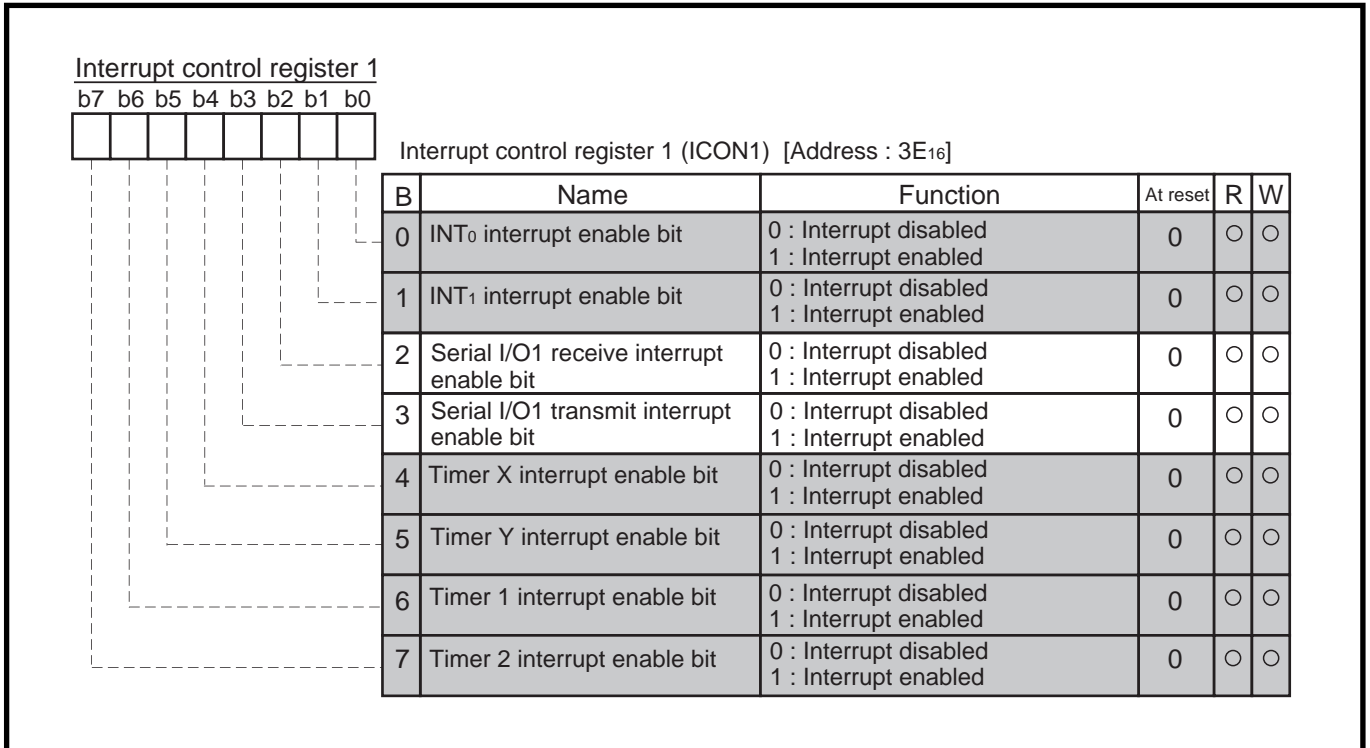 Interrupt control register 1
b7 b6 b5 b4 b3 b2 b1 b0
Interrupt control register 1 (ICON1) [Address : 3E16]
B Name Function At reset R W
0 INT0 interrupt enable bit 0 : Interrupt disabled 0 ○ ○
1 : Interrupt enabled
1 INT1 interrupt enable bit 0 : Interrupt disabled 0 ○ ○
1 : Interrupt enabled
2 Serial I/O1 receive interrupt 0 : Interrupt disabled 0 ○ ○
enable bit 1 : Interrupt enabled
3 Serial I/O1 transmit interrupt 0 : Interrupt disabled 0 ○ ○
enable bit 1 : Interrupt enabled
4 Timer X interrupt enable bit 0 : Interrupt disabled 0 ○ ○
1 : Interrupt enabled
5 Timer Y interrupt enable bit 0 : Interrupt disabled 0 ○ ○
1 : Interrupt enabled
6 Timer 1 interrupt enable bit 0 : Interrupt disabled 0 ○ ○
1 : Interrupt enabled
7 Timer 2 interrupt enable bit 0 : Interrupt disabled 0 ○ ○
1 : Interrupt enabled